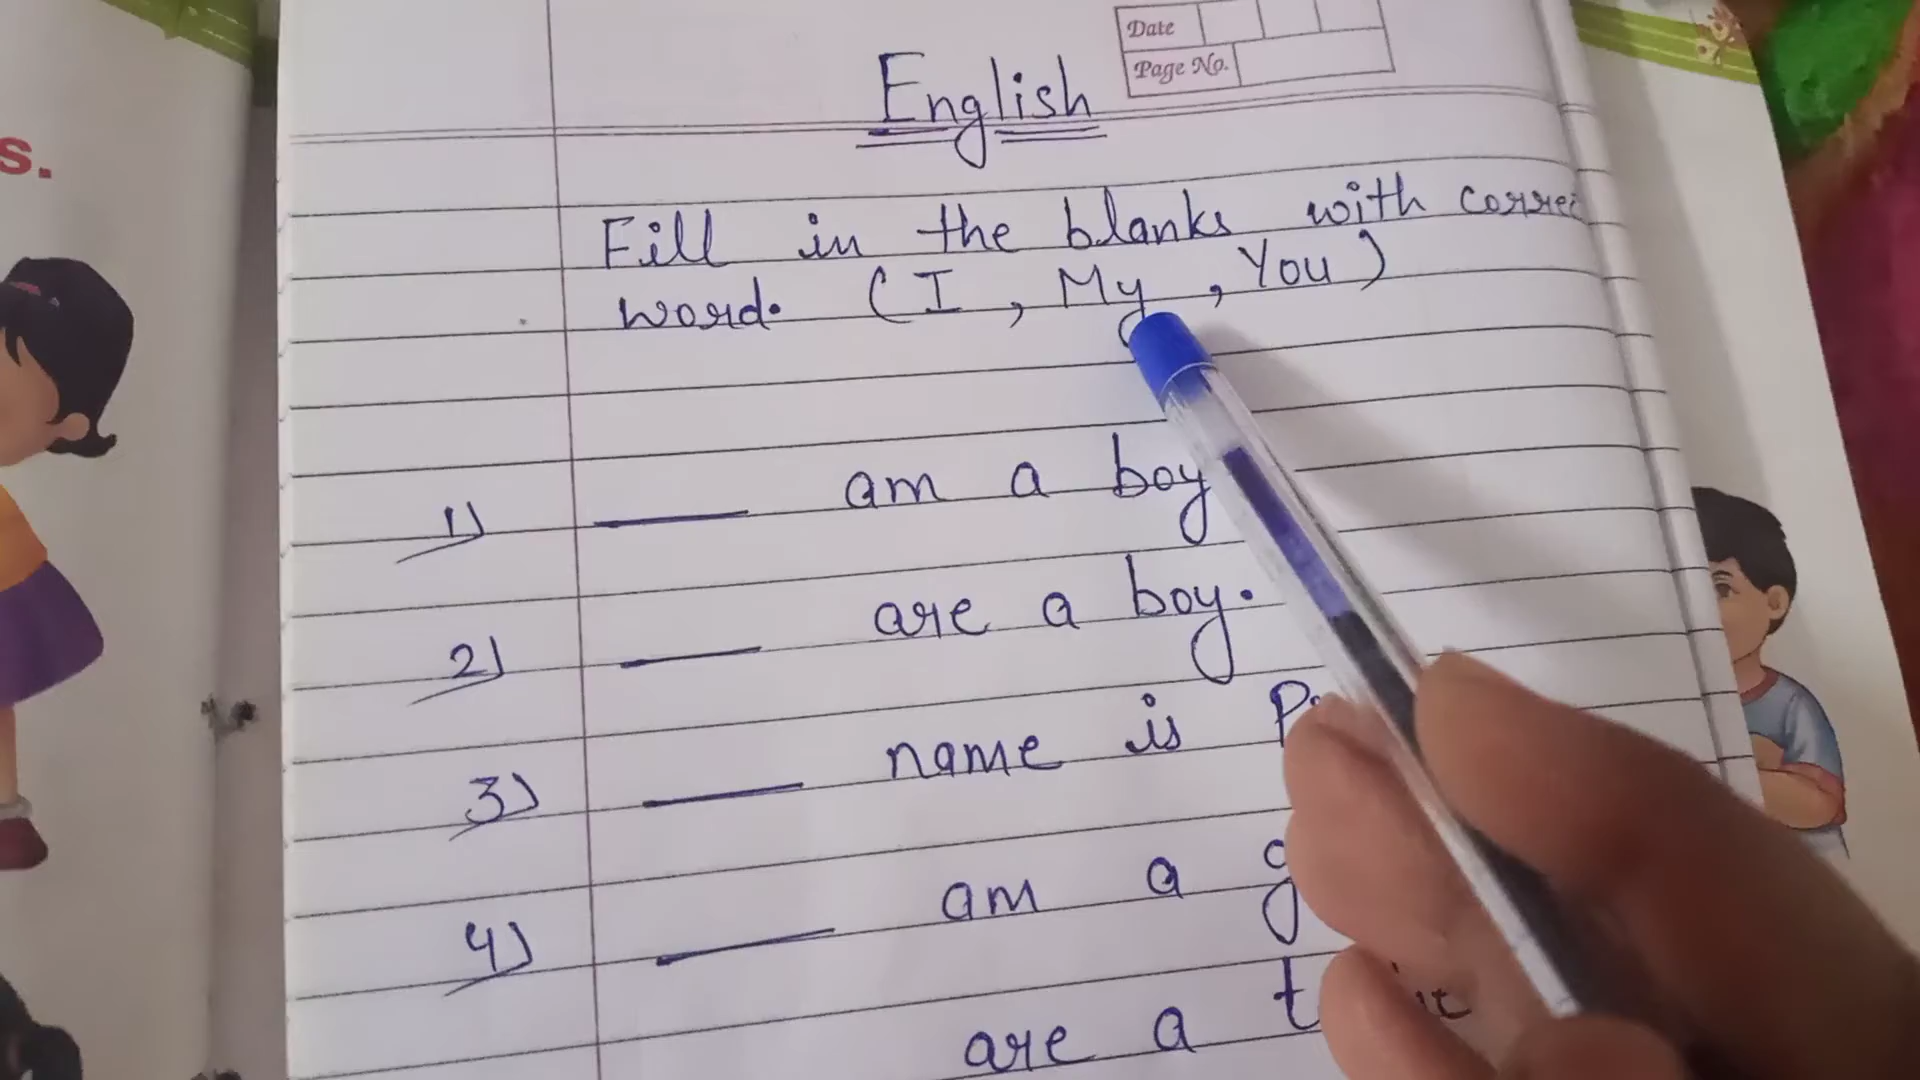 s.
Date
Page No.
English
Fill in the blanks with correc
word. (I, My, You)
1) ____ am a boy
2) ____ are a boy.
3) ____ name is
4) ____ am a
are a